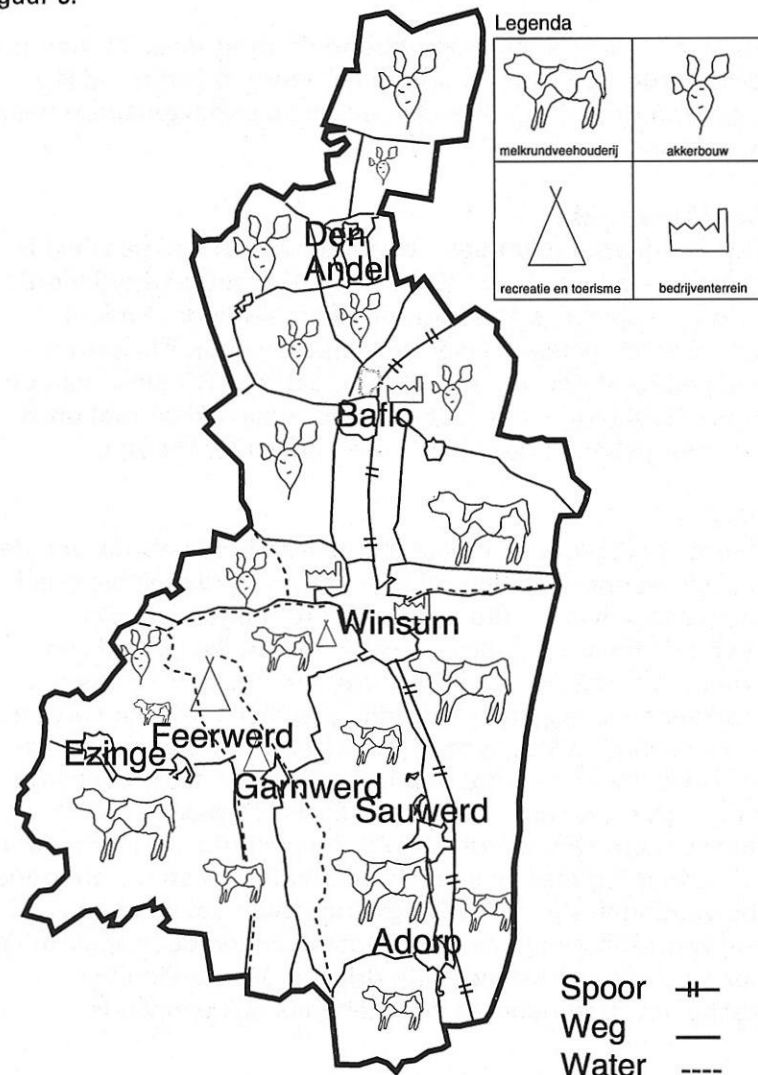 Legenda
melkrundveehouderij
akkerbouw
recreatie en toerisme
bedrijventerrein
Den
Andel
Baflo
Winsum
Feerwerd
Ezinge
Garnwerd
Sauwerd
Adorp
Spoor
Weg
Water